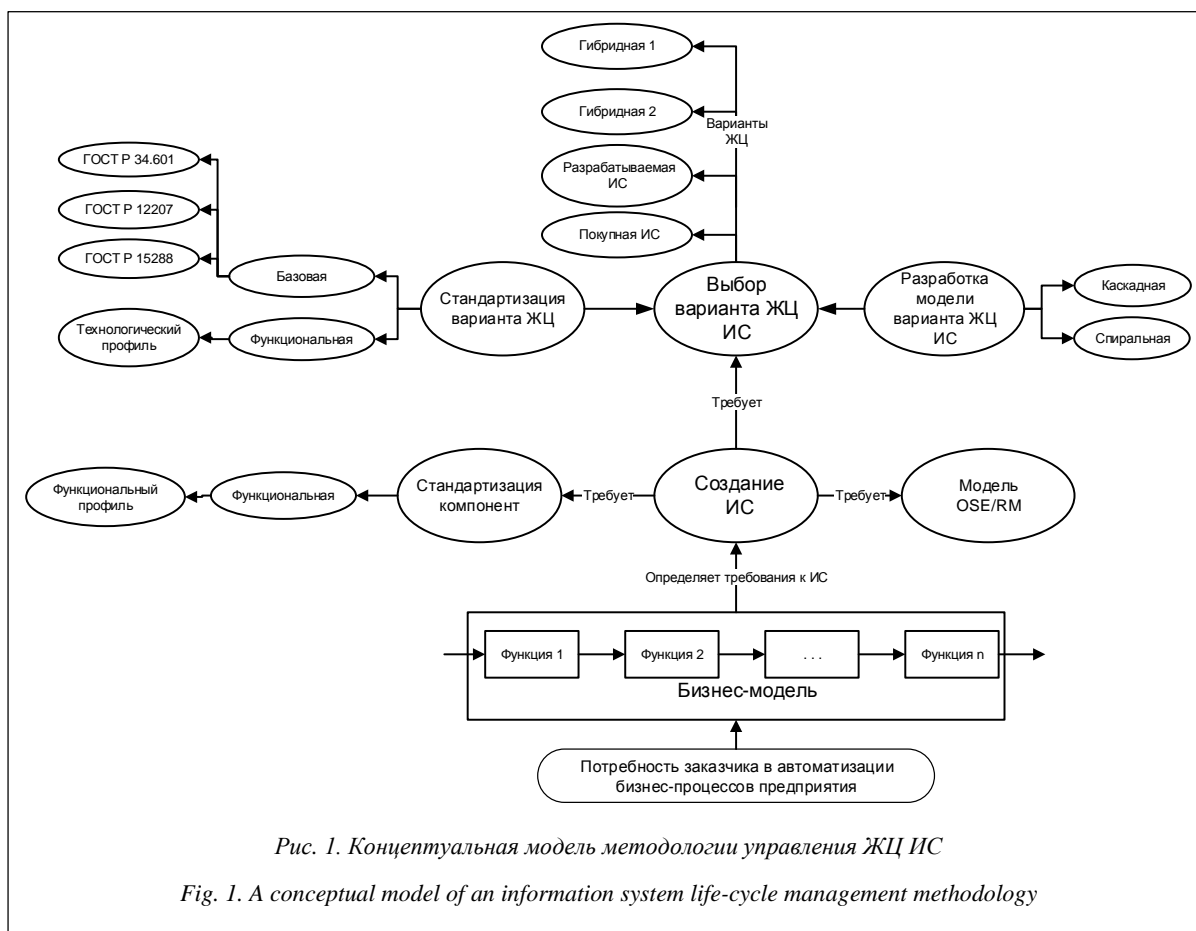 Гибридная 1
Гибридная 2
Варианты
ЖЦ
ГОСТ Р 34.601
Разрабатываемая
ИС
ГОСТ Р 12207
Покупная ИС
ГОСТ Р 15288
Базовая
Стандартизация
варианта ЖЦ
Выбор
варианта ЖЦ
ИС
Разработка
модели
варианта ЖЦ
ИС
Каскадная
Технологический
профиль
Функциональная
Спиральная
Требует
Функциональный
профиль
Функциональная
Стандартизация
компонент
Требует
Создание
ИС
Требует
Модель
OSE/RM
Определяет требования к ИС
Функция 1
Функция 2
. . .
Функция n
Бизнес-модель
Потребность заказчика в автоматизации
бизнес-процессов предприятия
Рис. 1. Концептуальная модель методологии управления ЖЦ ИС
Fig. 1. A conceptual model of an information system life-cycle management methodology